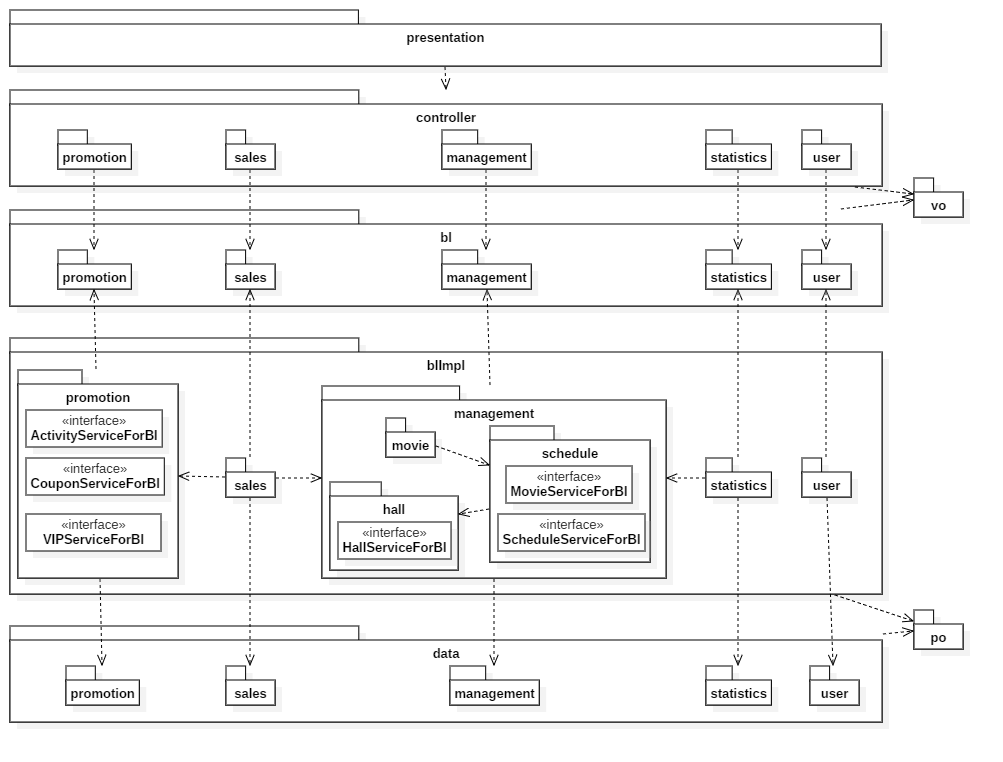 presentation
controller
promotion
sales
management
statistics
user
vo
bl
promotion
sales
management
statistics
user
blImpl
promotion
«interface»
ActivityServiceForBl
«interface»
CouponServiceForBl
«interface»
VIPServiceForBl
sales
management
movie
schedule
«interface»
MovieServiceForBl
«interface»
ScheduleServiceForBl
hall
«interface»
HallServiceForBl
statistics
user
po
data
promotion
sales
management
statistics
user